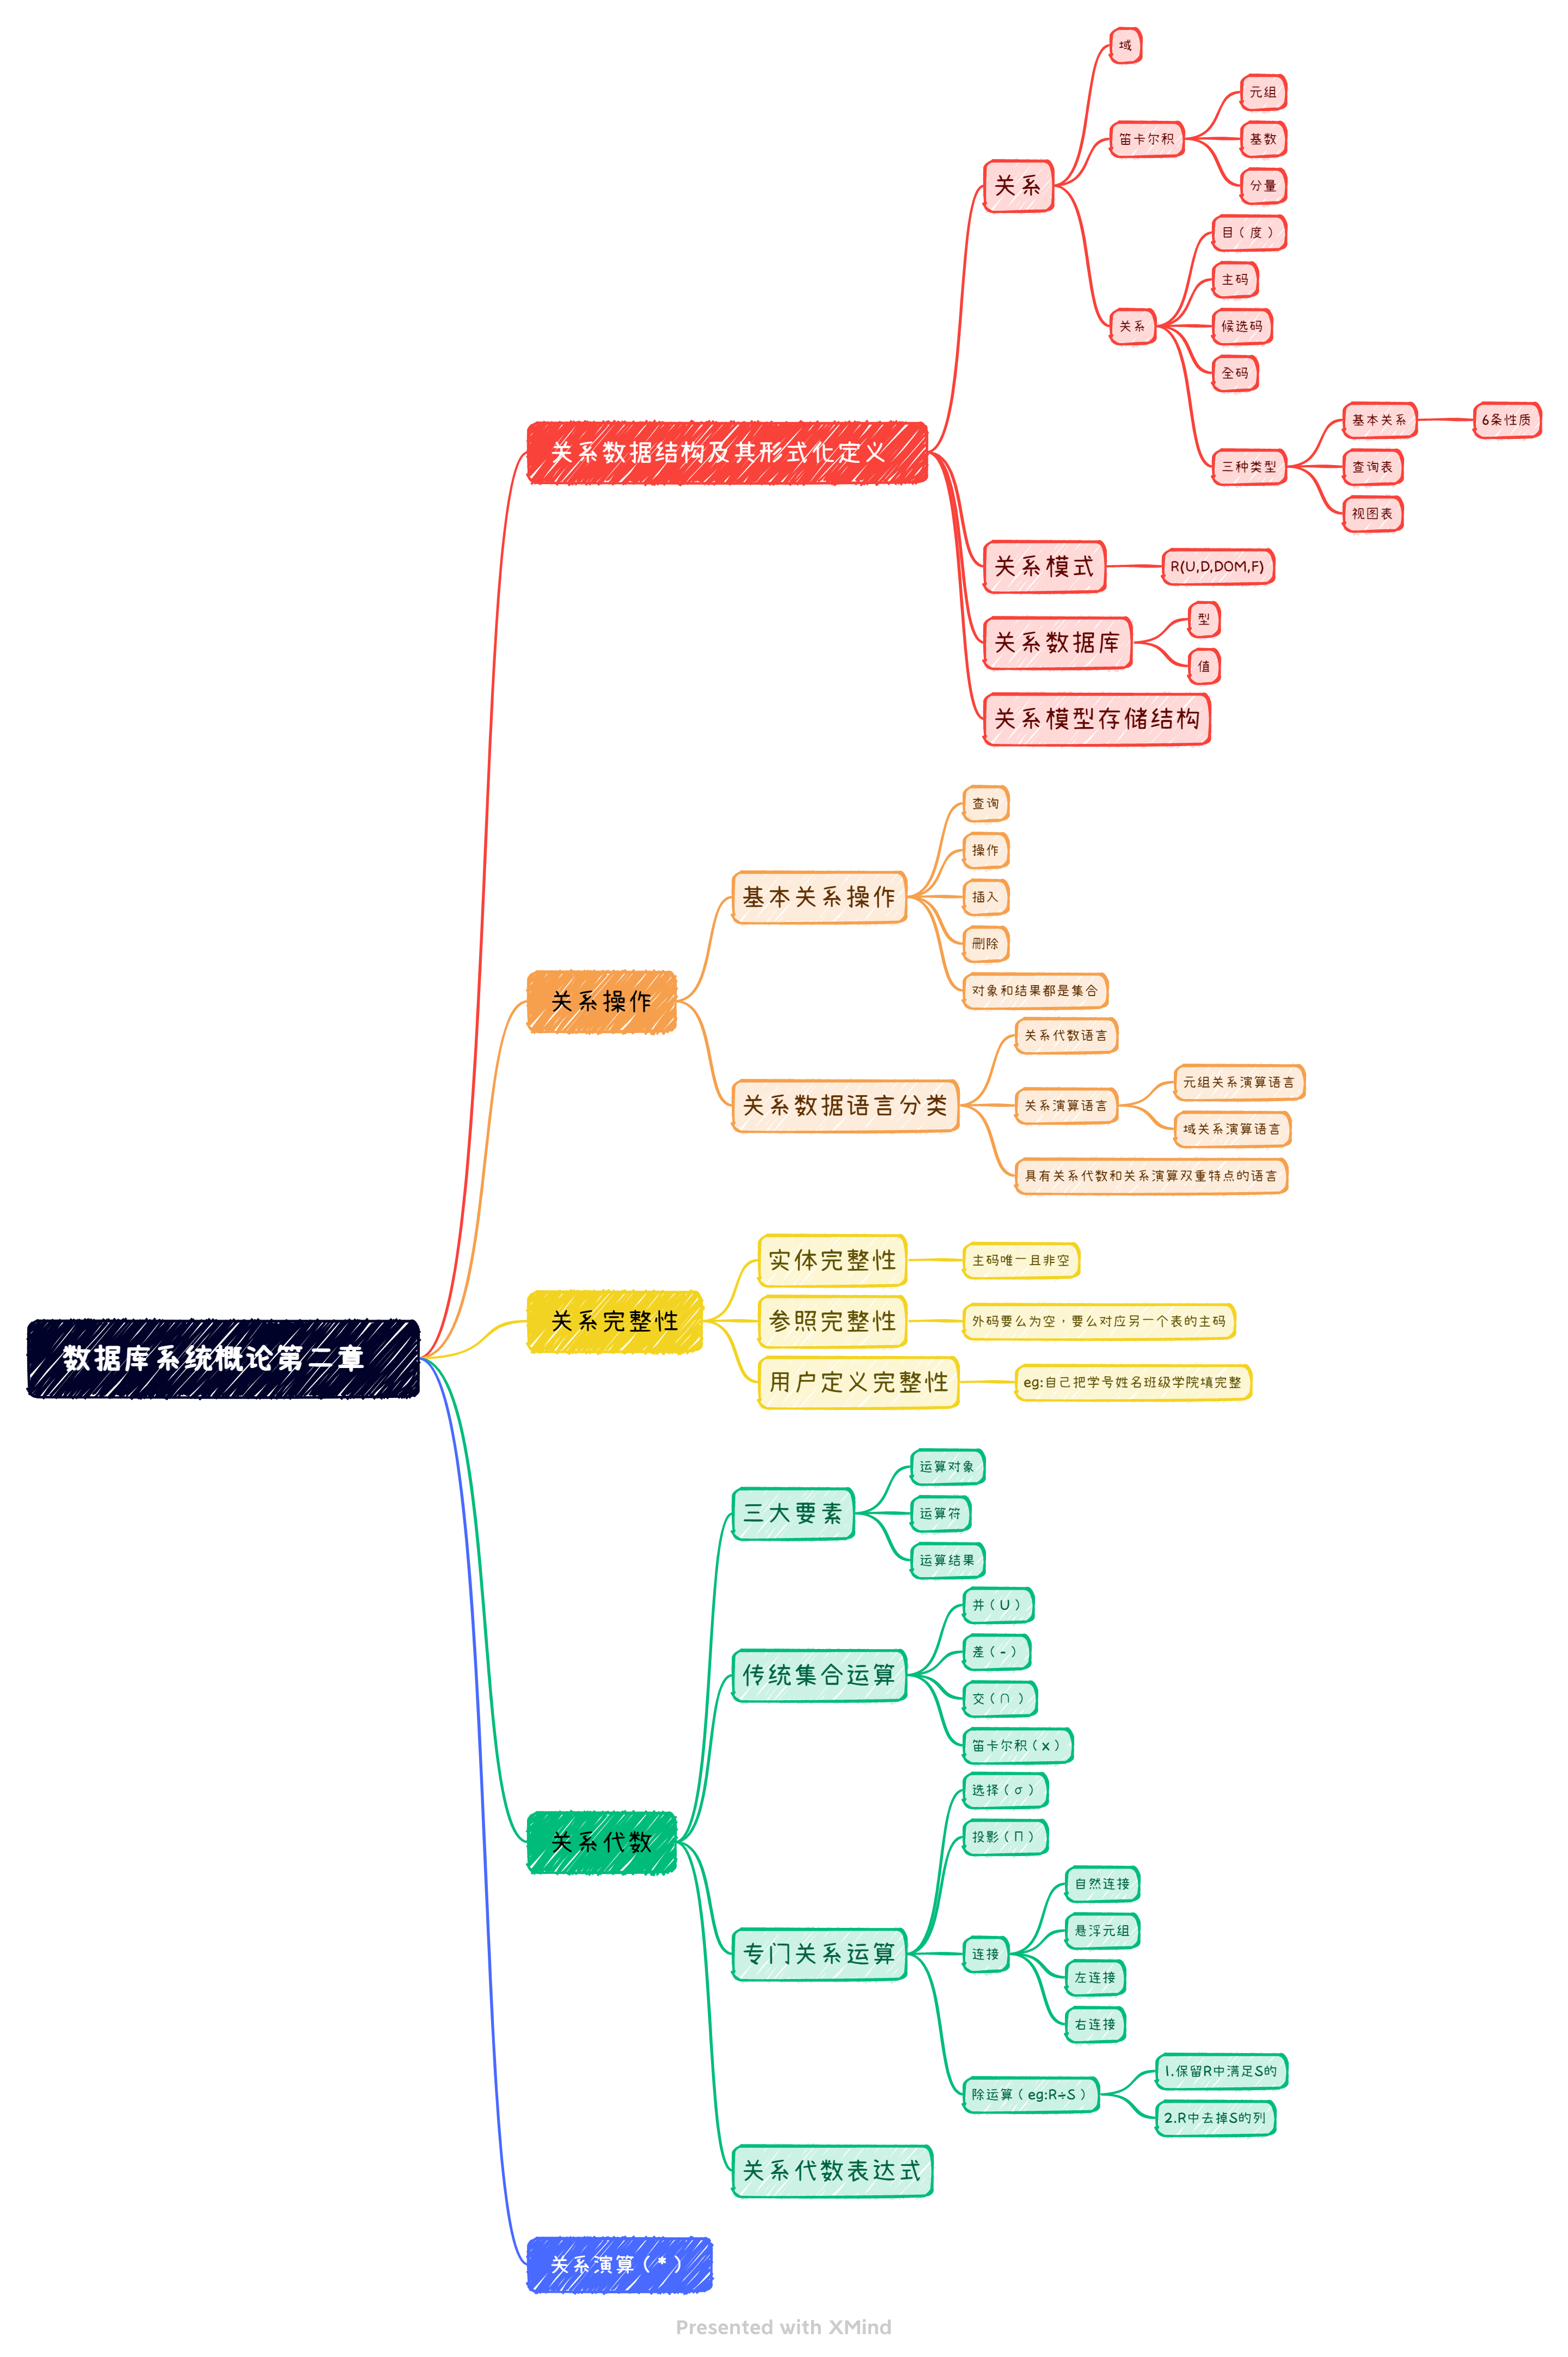 数据库系统概论第二章
关系数据结构及其形式化定义
关系
域
笛卡尔积
元组
基数
分量
关系
目（度）
主码
候选码
全码
三种类型
基本关系
6条性质
查询表
视图表
关系模式
R(U,D,DOM,F)
关系数据库
型
值
关系模型存储结构
关系操作
基本关系操作
查询
操作
插入
删除
对象和结果都是集合
关系数据语言分类
关系代数语言
关系演算语言
元组关系演算语言
域关系演算语言
具有关系代数和关系演算双重特点的语言
关系完整性
实体完整性
主码唯一且非空
参照完整性
外码要么为空，要么对应另一个表的主码
用户定义完整性
eg:自己把学号姓名班级学院填完整
关系代数
三大要素
运算对象
运算符
运算结果
传统集合运算
并（U）
差（-）
交（∩ ）
笛卡尔积（x）
专门关系运算
选择（σ）
投影（Π）
连接
自然连接
悬浮元组
左连接
右连接
除运算（eg:R÷S）
1.保留R中满足S的
2.R中去掉S的列
关系代数表达式
关系演算（*）
Presented with XMind